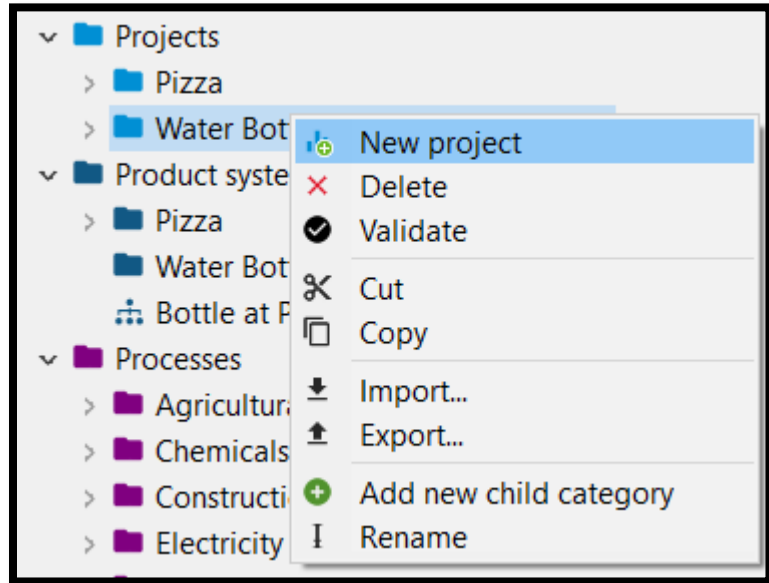 Projects
Pizza
Water Bot
New project
Product syste
Delete
Pizza
Validate
Water Bot
Cut
Bottle at P
Copy
Processes
Import...
Agricultura
Export...
Chemicals
Constructi
Add new child category
Electricity
Rename